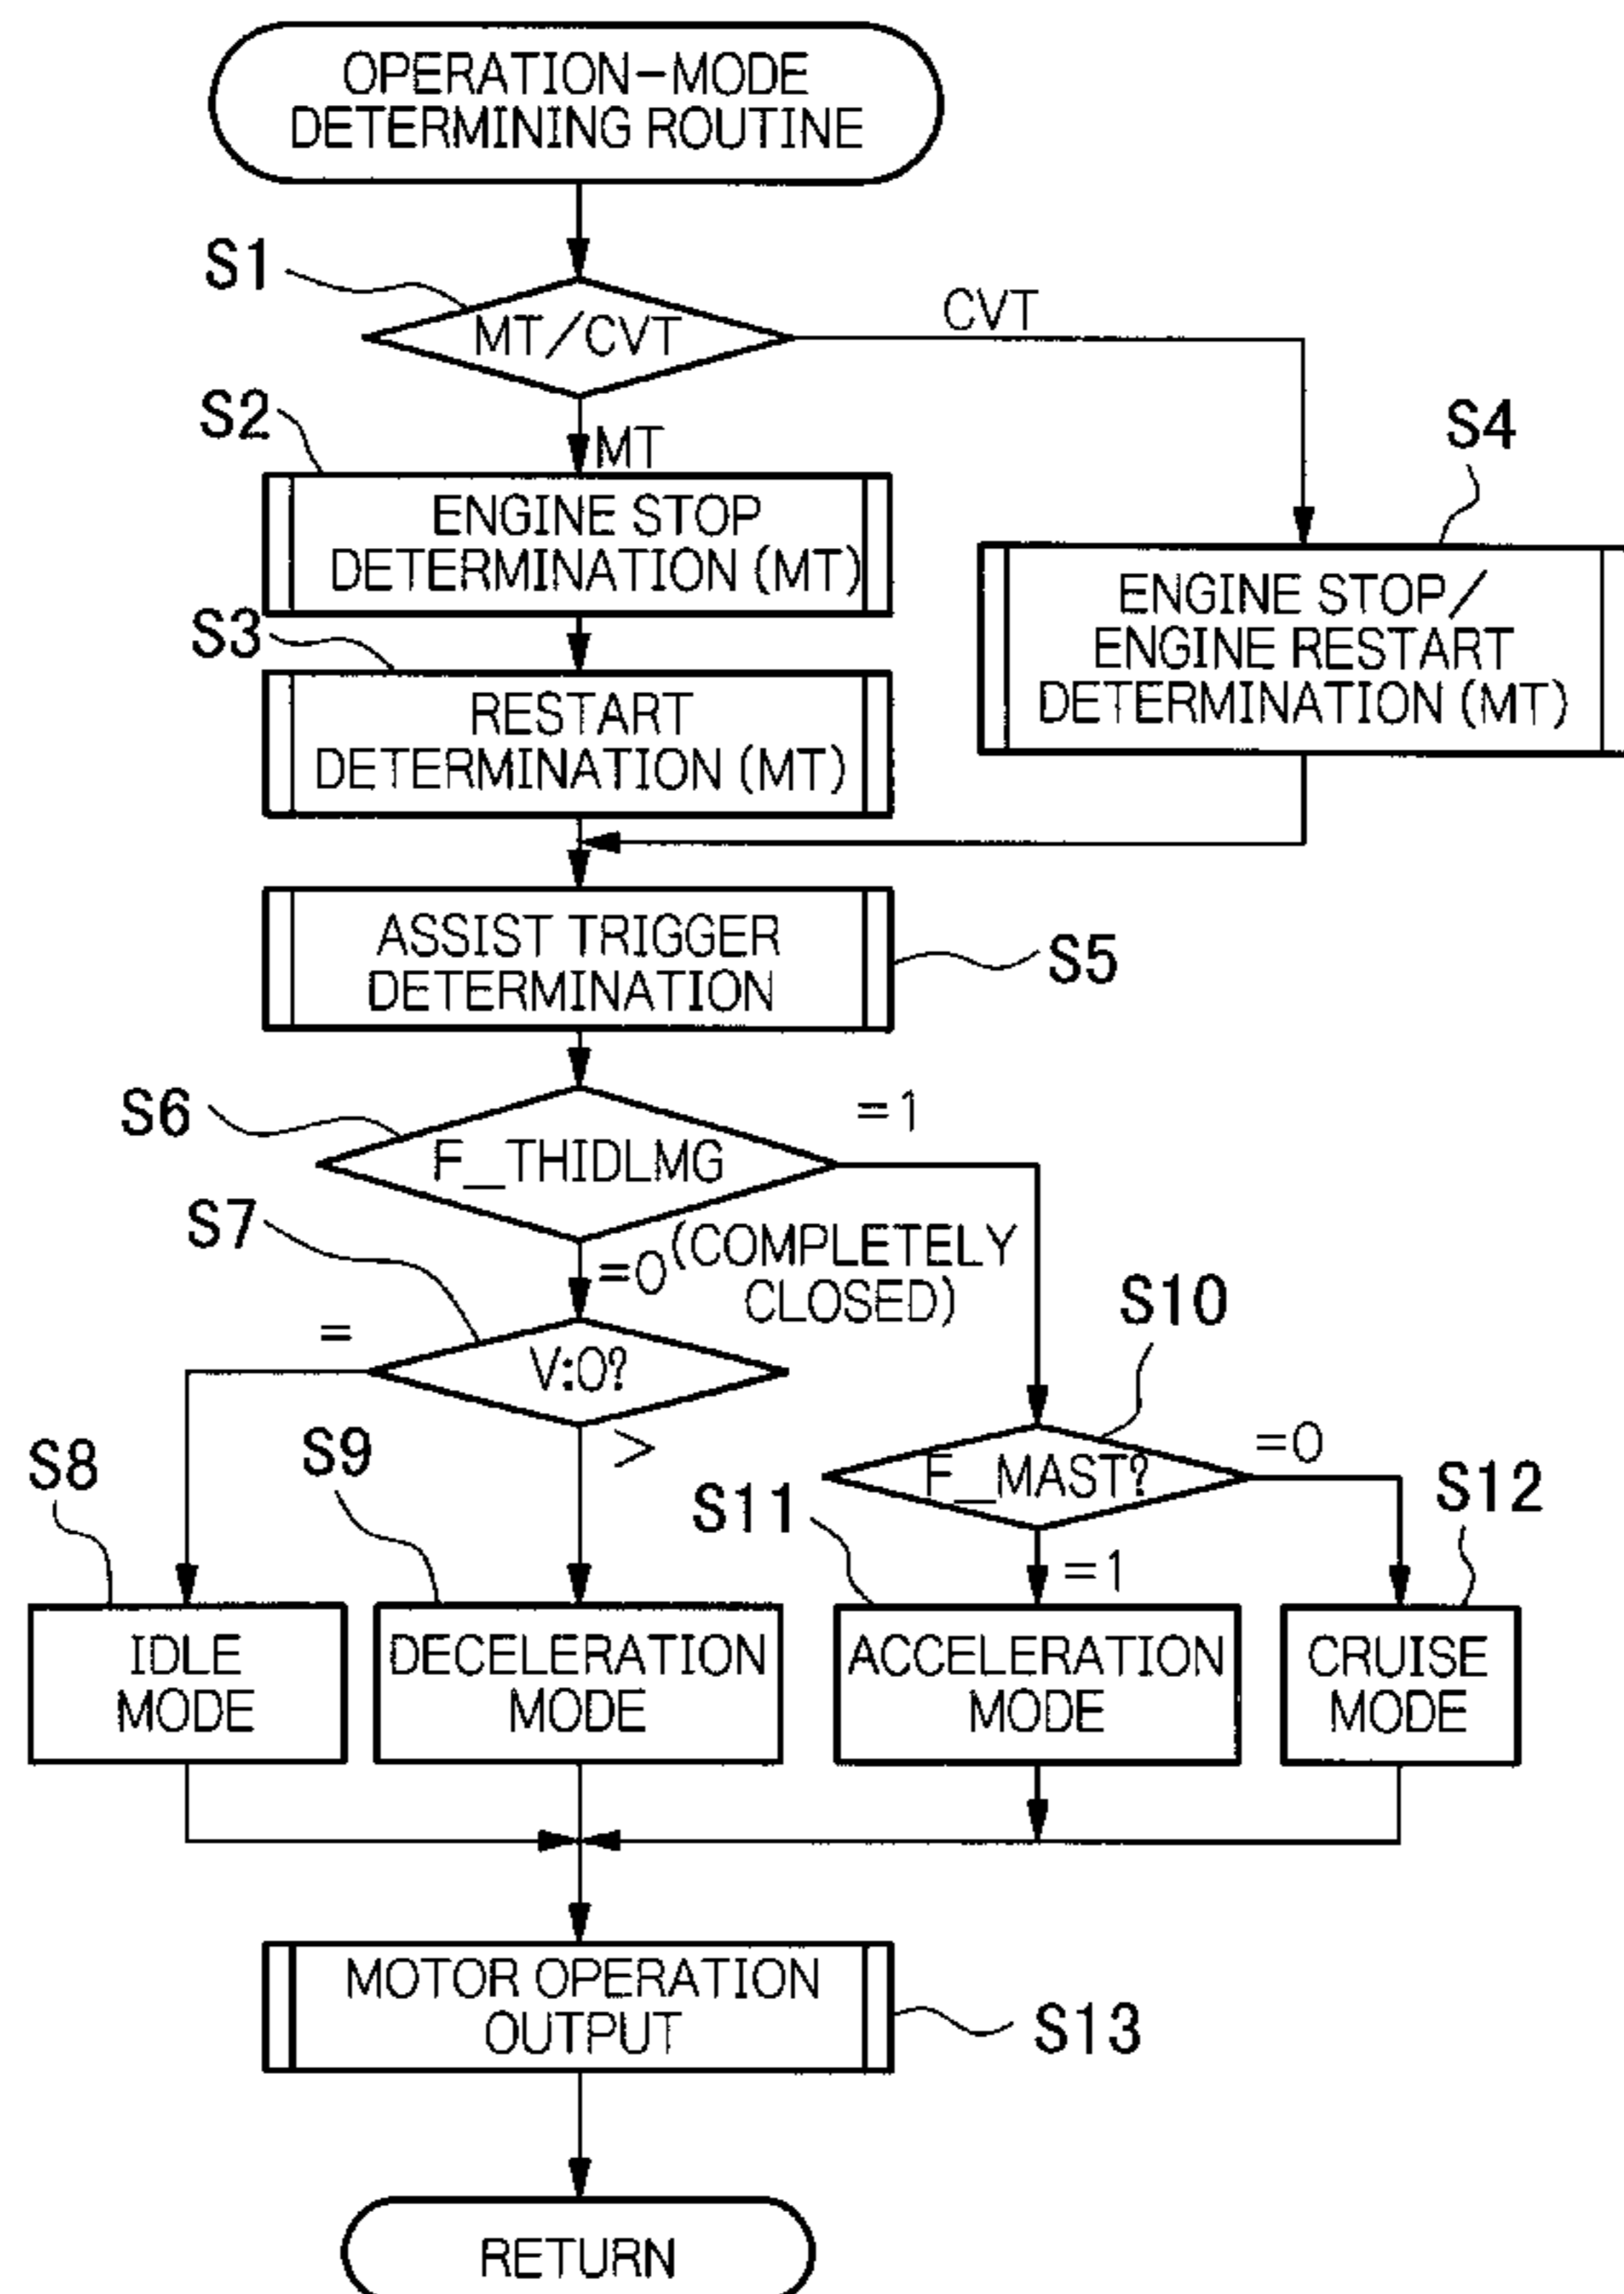 OPERATION-MODE
DETERMINING ROUTINE
S1
MT/CVT
CVT
S2
MT
ENGINE STOP
DETERMINATION (MT)
S4
ENGINE STOP/
ENGINE RESTART
DETERMINATION (MT)
S3
RESTART
DETERMINATION (MT)
ASSIST TRIGGER
DETERMINATION
S5
S6
F_THIDLMG
=1
S7
=0 (COMPLETELY
CLOSED)
=
V:0?
>
S10
F_MAST?
=0
S8
S9
S11
=1
S12
IDLE
MODE
DECELERATION
MODE
ACCELERATION
MODE
CRUISE
MODE
MOTOR OPERATION
OUTPUT
S13
RETURN